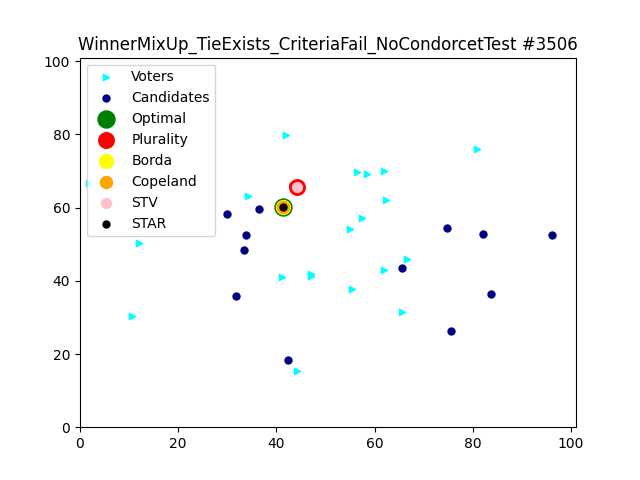 WinnerMixUp_TieExists_CriteriaFail_NoCondorcetTest #3506
100
80
60
40
20
0
Voters
Candidates
Optimal
Plurality
Borda
Copeland
STV
STAR
0
20
40
60
80
100